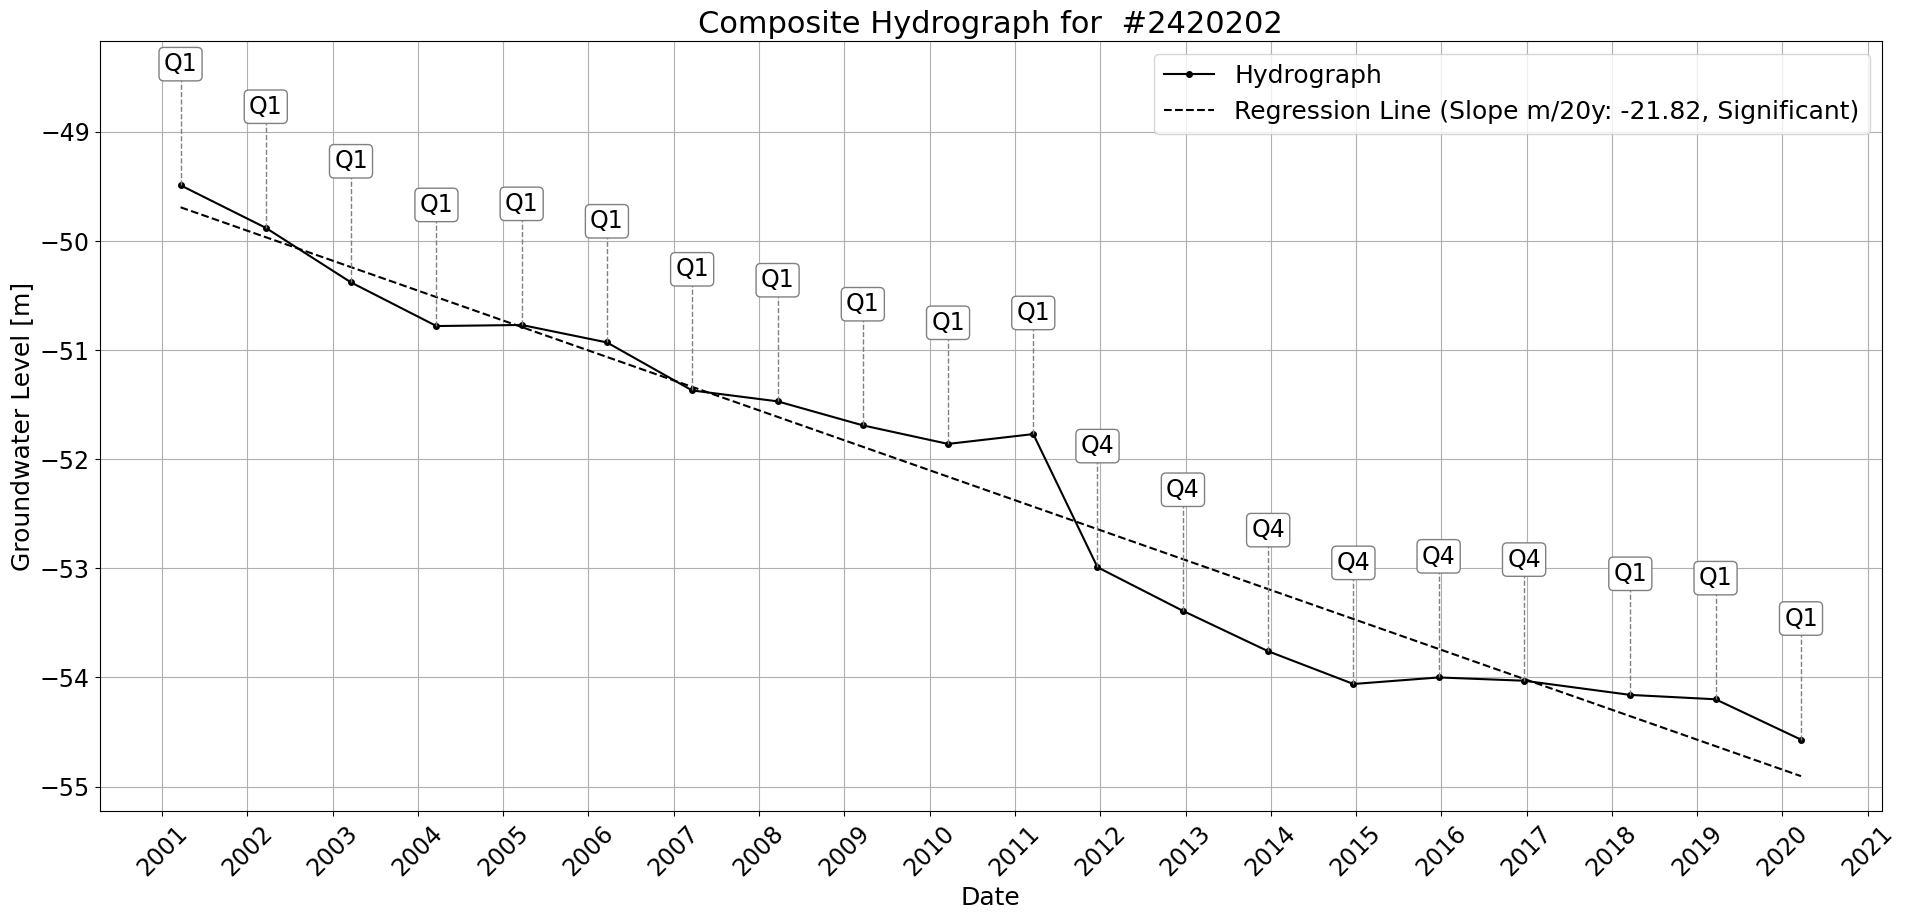 Composite Hydrograph for  #2420202
Hydrograph
Regression Line (Slope m/20y: -21.82, Significant)
Q1
Q1
Q1
Q1
Q1
Q1
Q1
Q1
Q1
Q1
Q1
Q4
Q4
Q4
Q4
Q4
Q4
Q1
Q1
Q1
Groundwater Level [m]
−49
−50
−51
−52
−53
−54
−55
2001
2002
2003
2004
2005
2006
2007
2008
2009
2010
2011
2012
2013
2014
2015
2016
2017
2018
2019
2020
2021
Date